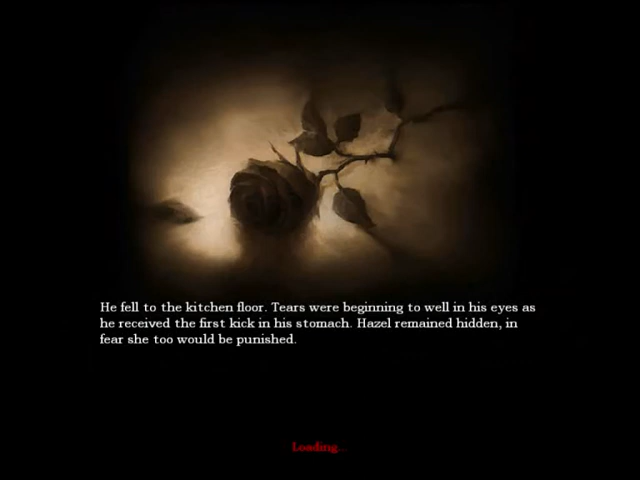 He fell to the kitchen floor. Tears were beginning to well in his eyes as
he received the first kick in his stomach. Hazel remained hidden, in
fear she too would be punished.
Loading...